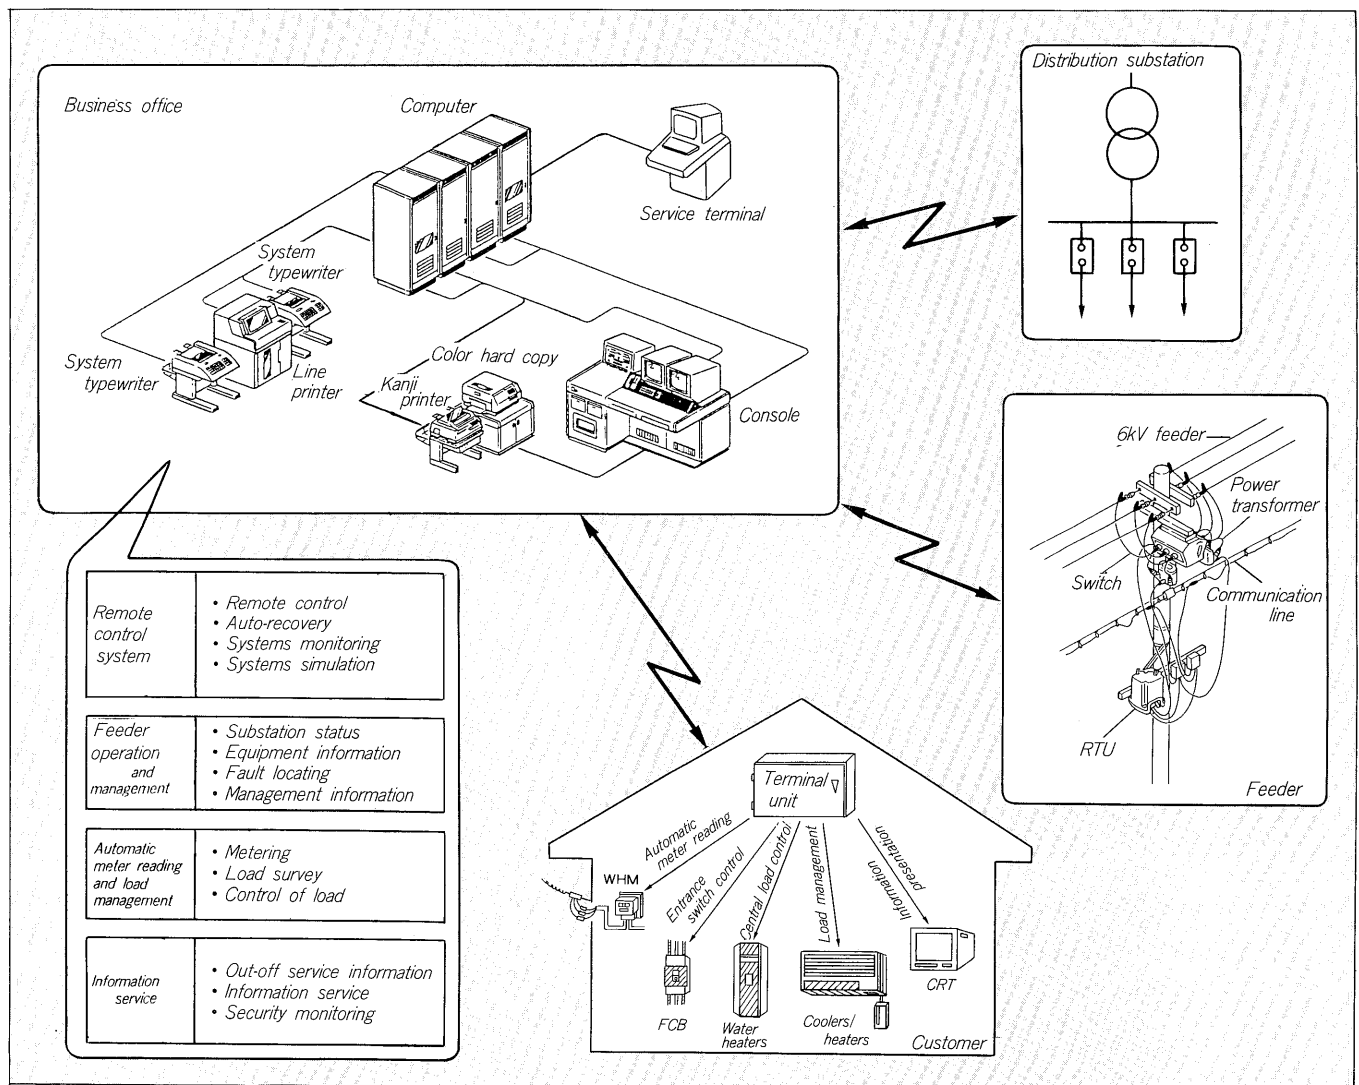 Business office
Computer
Service terminal
System
typewriter
System
typewriter
Line
printer
Color hard copy
Kanji
printer
Console
Distribution substation
6kV feeder
Power
transformer
Switch
Communication
line
RTU
Feeder
Remote
control
system
• Remote control
• Auto-recovery
• Systems monitoring
• Systems simulation
Feeder
operation
and
management
• Substation status
• Equipment information
• Fault locating
• Management information
Automatic
meter reading
and load
management
• Metering
• Load survey
• Control of load
Information
service
• Out-off service information
• Information service
• Security monitoring
Terminal
unit
Automatic
meter reading
Entrance
switch control
Central load control
Load management
Information
presentation
WHM
FCB
Water
heaters
Coolers/
heaters
CRT
Customer